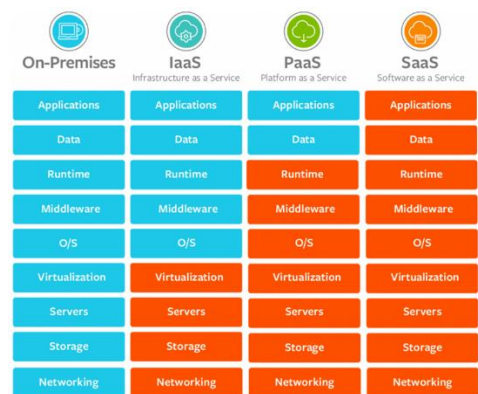 On-Premises IaaS PaaS SaaS
Infrastructure as a Service Platform as a Service Software as a Service
Applications Applications Applications Applications
Data Data Data Data
Runtime Runtime Runtime Runtime
Middleware Middleware Middleware Middleware
O/S O/S O/S O/S
Virtualization Virtualization Virtualization Virtualization
Servers Servers Servers Servers
Storage Storage Storage Storage
Networking Networking Networking Networking